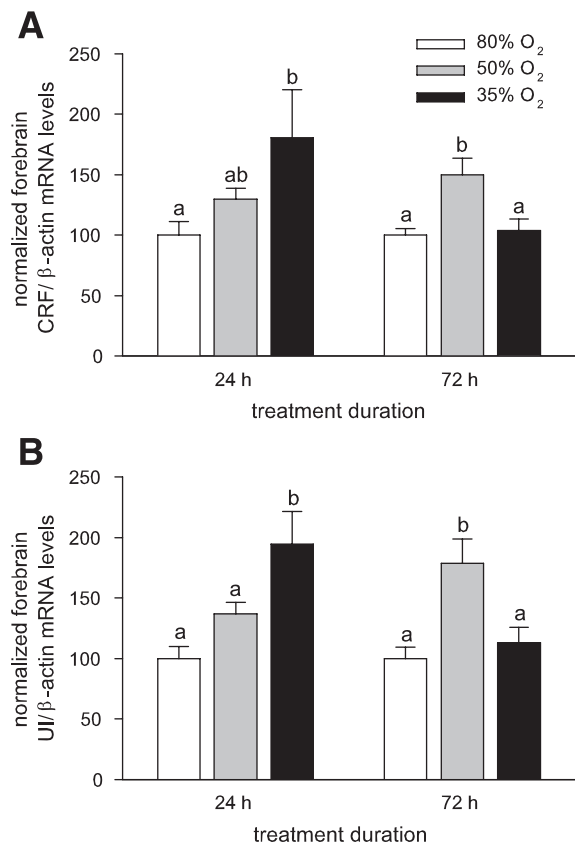 A
80% O2
50% O2
35% O2
normalized forebrain
CRF/ β-actin mRNA levels
250
200
150
100
50
0
a
ab
b
a
b
a
24 h
72 h
treatment duration
B
normalized forebrain
UI/ β-actin mRNA levels
250
200
150
100
50
0
a
a
b
a
b
a
24 h
72 h
treatment duration